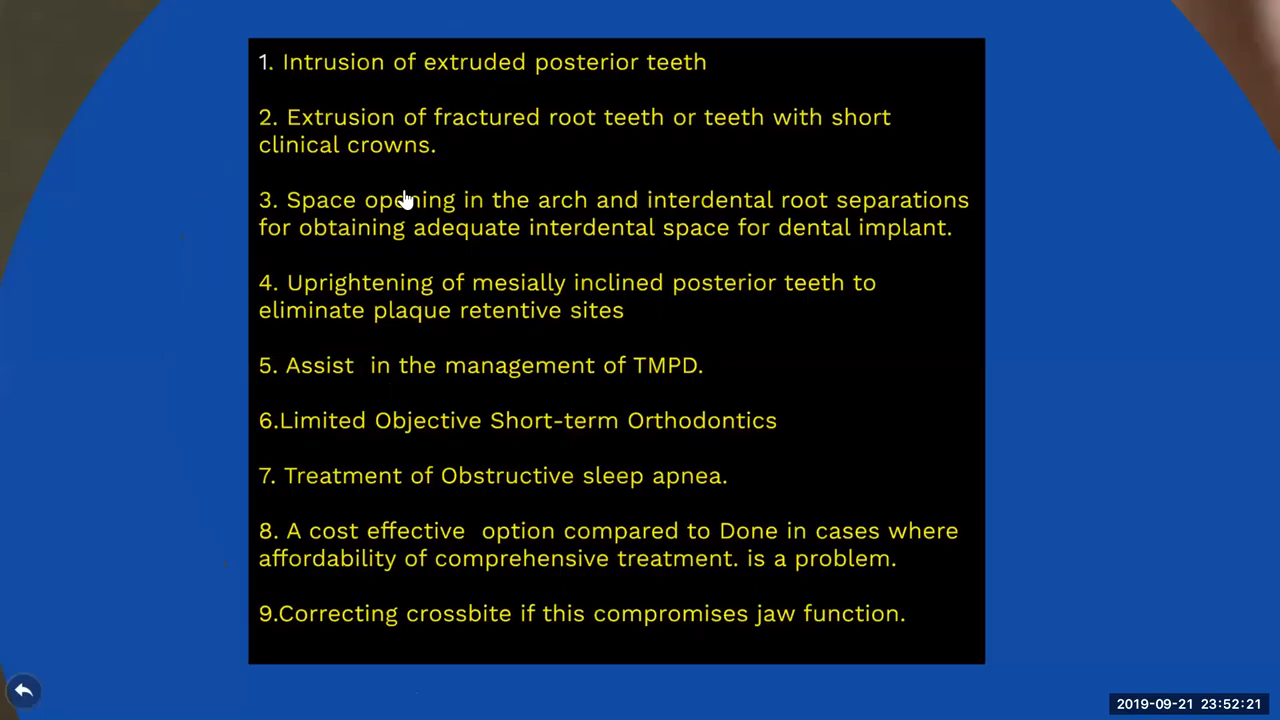 1. Intrusion of extruded posterior teeth
2. Extrusion of fractured root teeth or teeth with short
clinical crowns.
3. Space opening in the arch and interdental root separations
for obtaining adequate interdental space for dental implant.
4. Uprightening of mesially inclined posterior teeth to
eliminate plaque retentive sites
5. Assist  in the management of TMPD.
6.Limited Objective Short-term Orthodontics
7. Treatment of Obstructive sleep apnea.
8. A cost effective  option compared to Done in cases where
affordability of comprehensive treatment. is a problem.
9.Correcting crossbite if this compromises jaw function.
2019-09-21 23:52:21